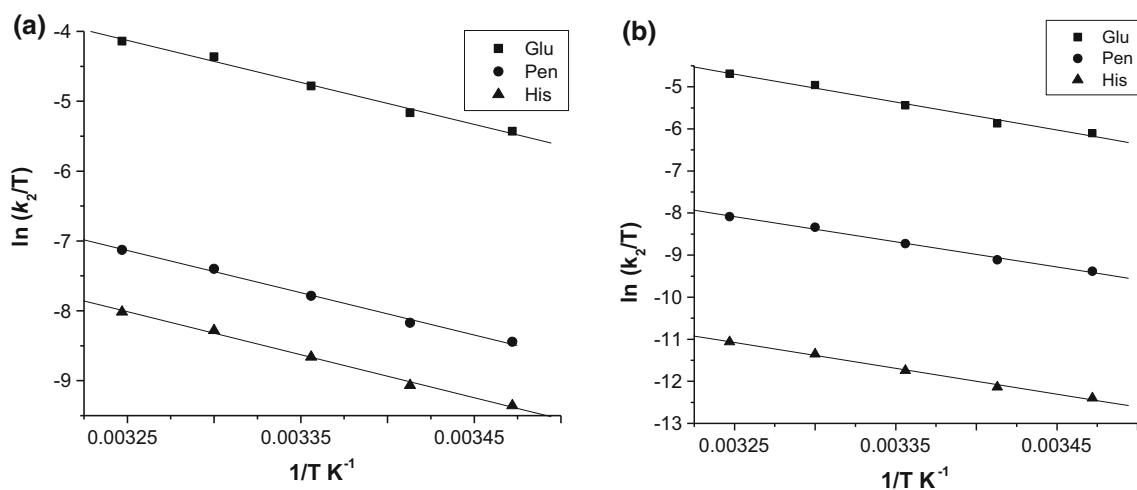 (a)
Glu
Pen
His
-4
-5
-6
-7
-8
-9
ln (k₂/T)
0.00325
0.00335
0.00345
1/T K⁻¹
(b)
Glu
Pen
His
-5
-6
-7
-8
-9
-10
-11
-12
-13
ln (k₂/T)
0.00325
0.00335
0.00345
1/T K⁻¹